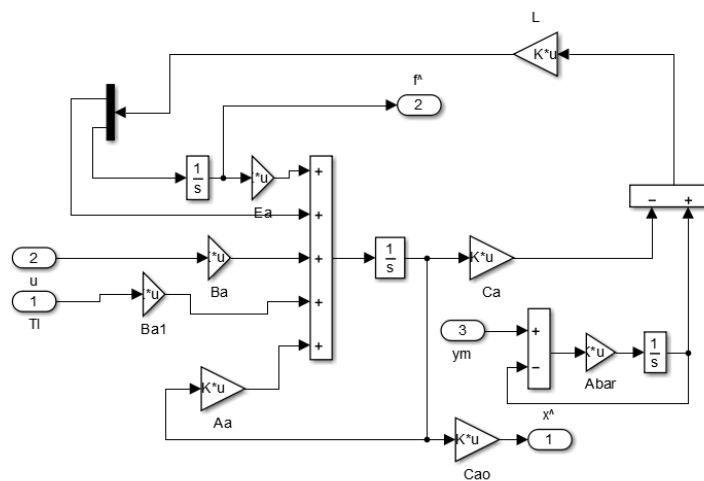 L
K*u
f^
2
1
s
*u
Ea
+
+
+
+
+
1
s
2
u
*u
Ba
1
Tl
*u
Ba1
K*u
Aa
K*u
Ca
− +
3
ym
+
−
K*u
Abar
1
s
x^
K*u
Cao
1